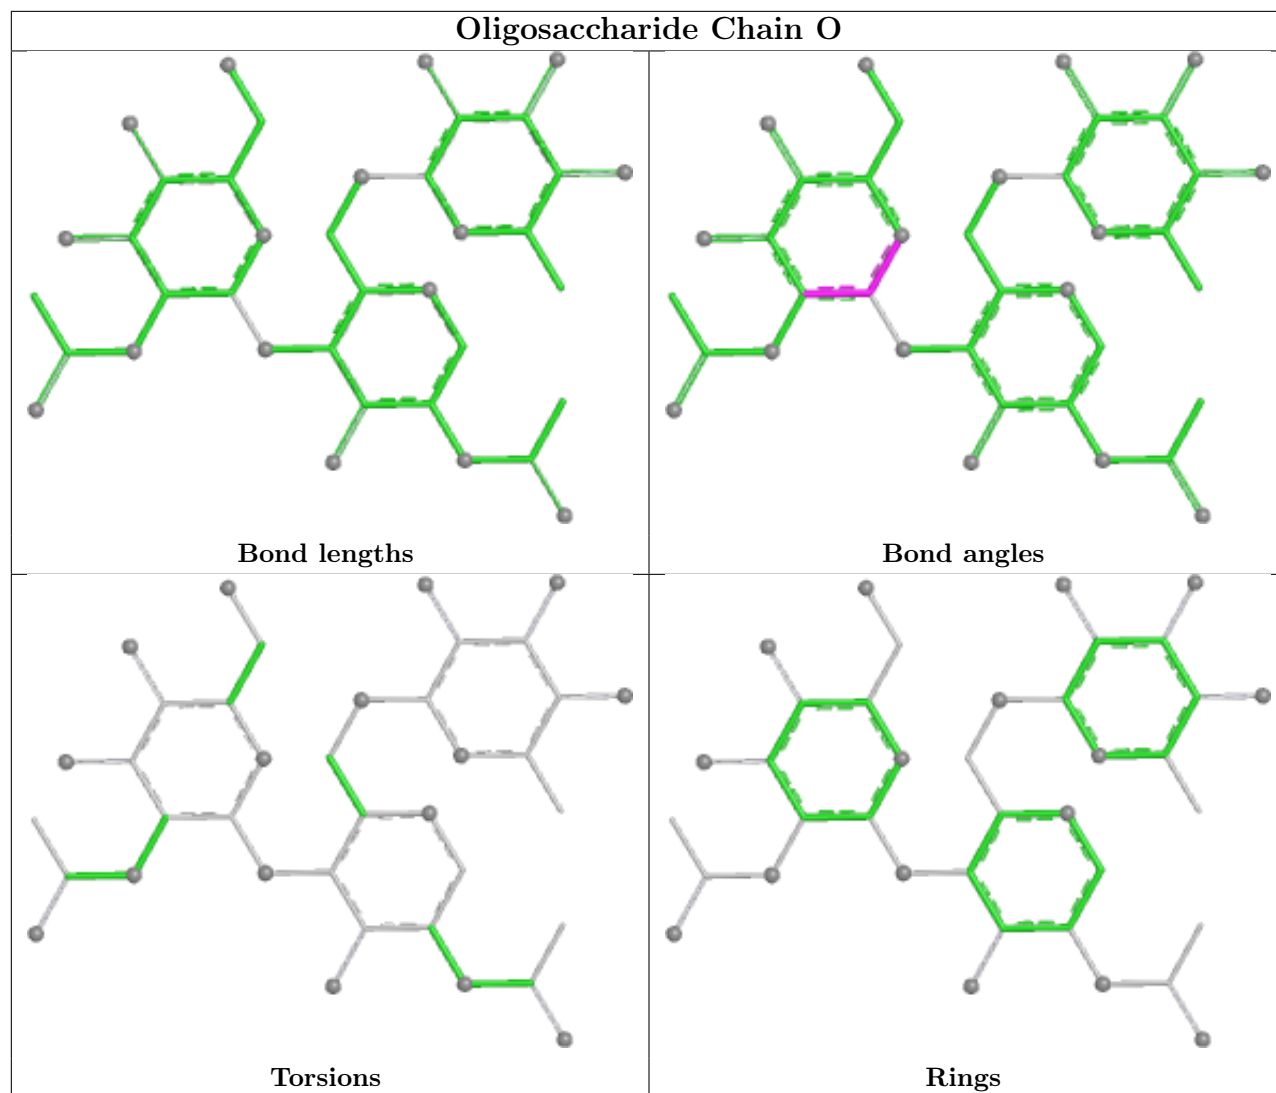 Oligosaccharide Chain O
Bond lengths
Bond angles
Torsions
Rings